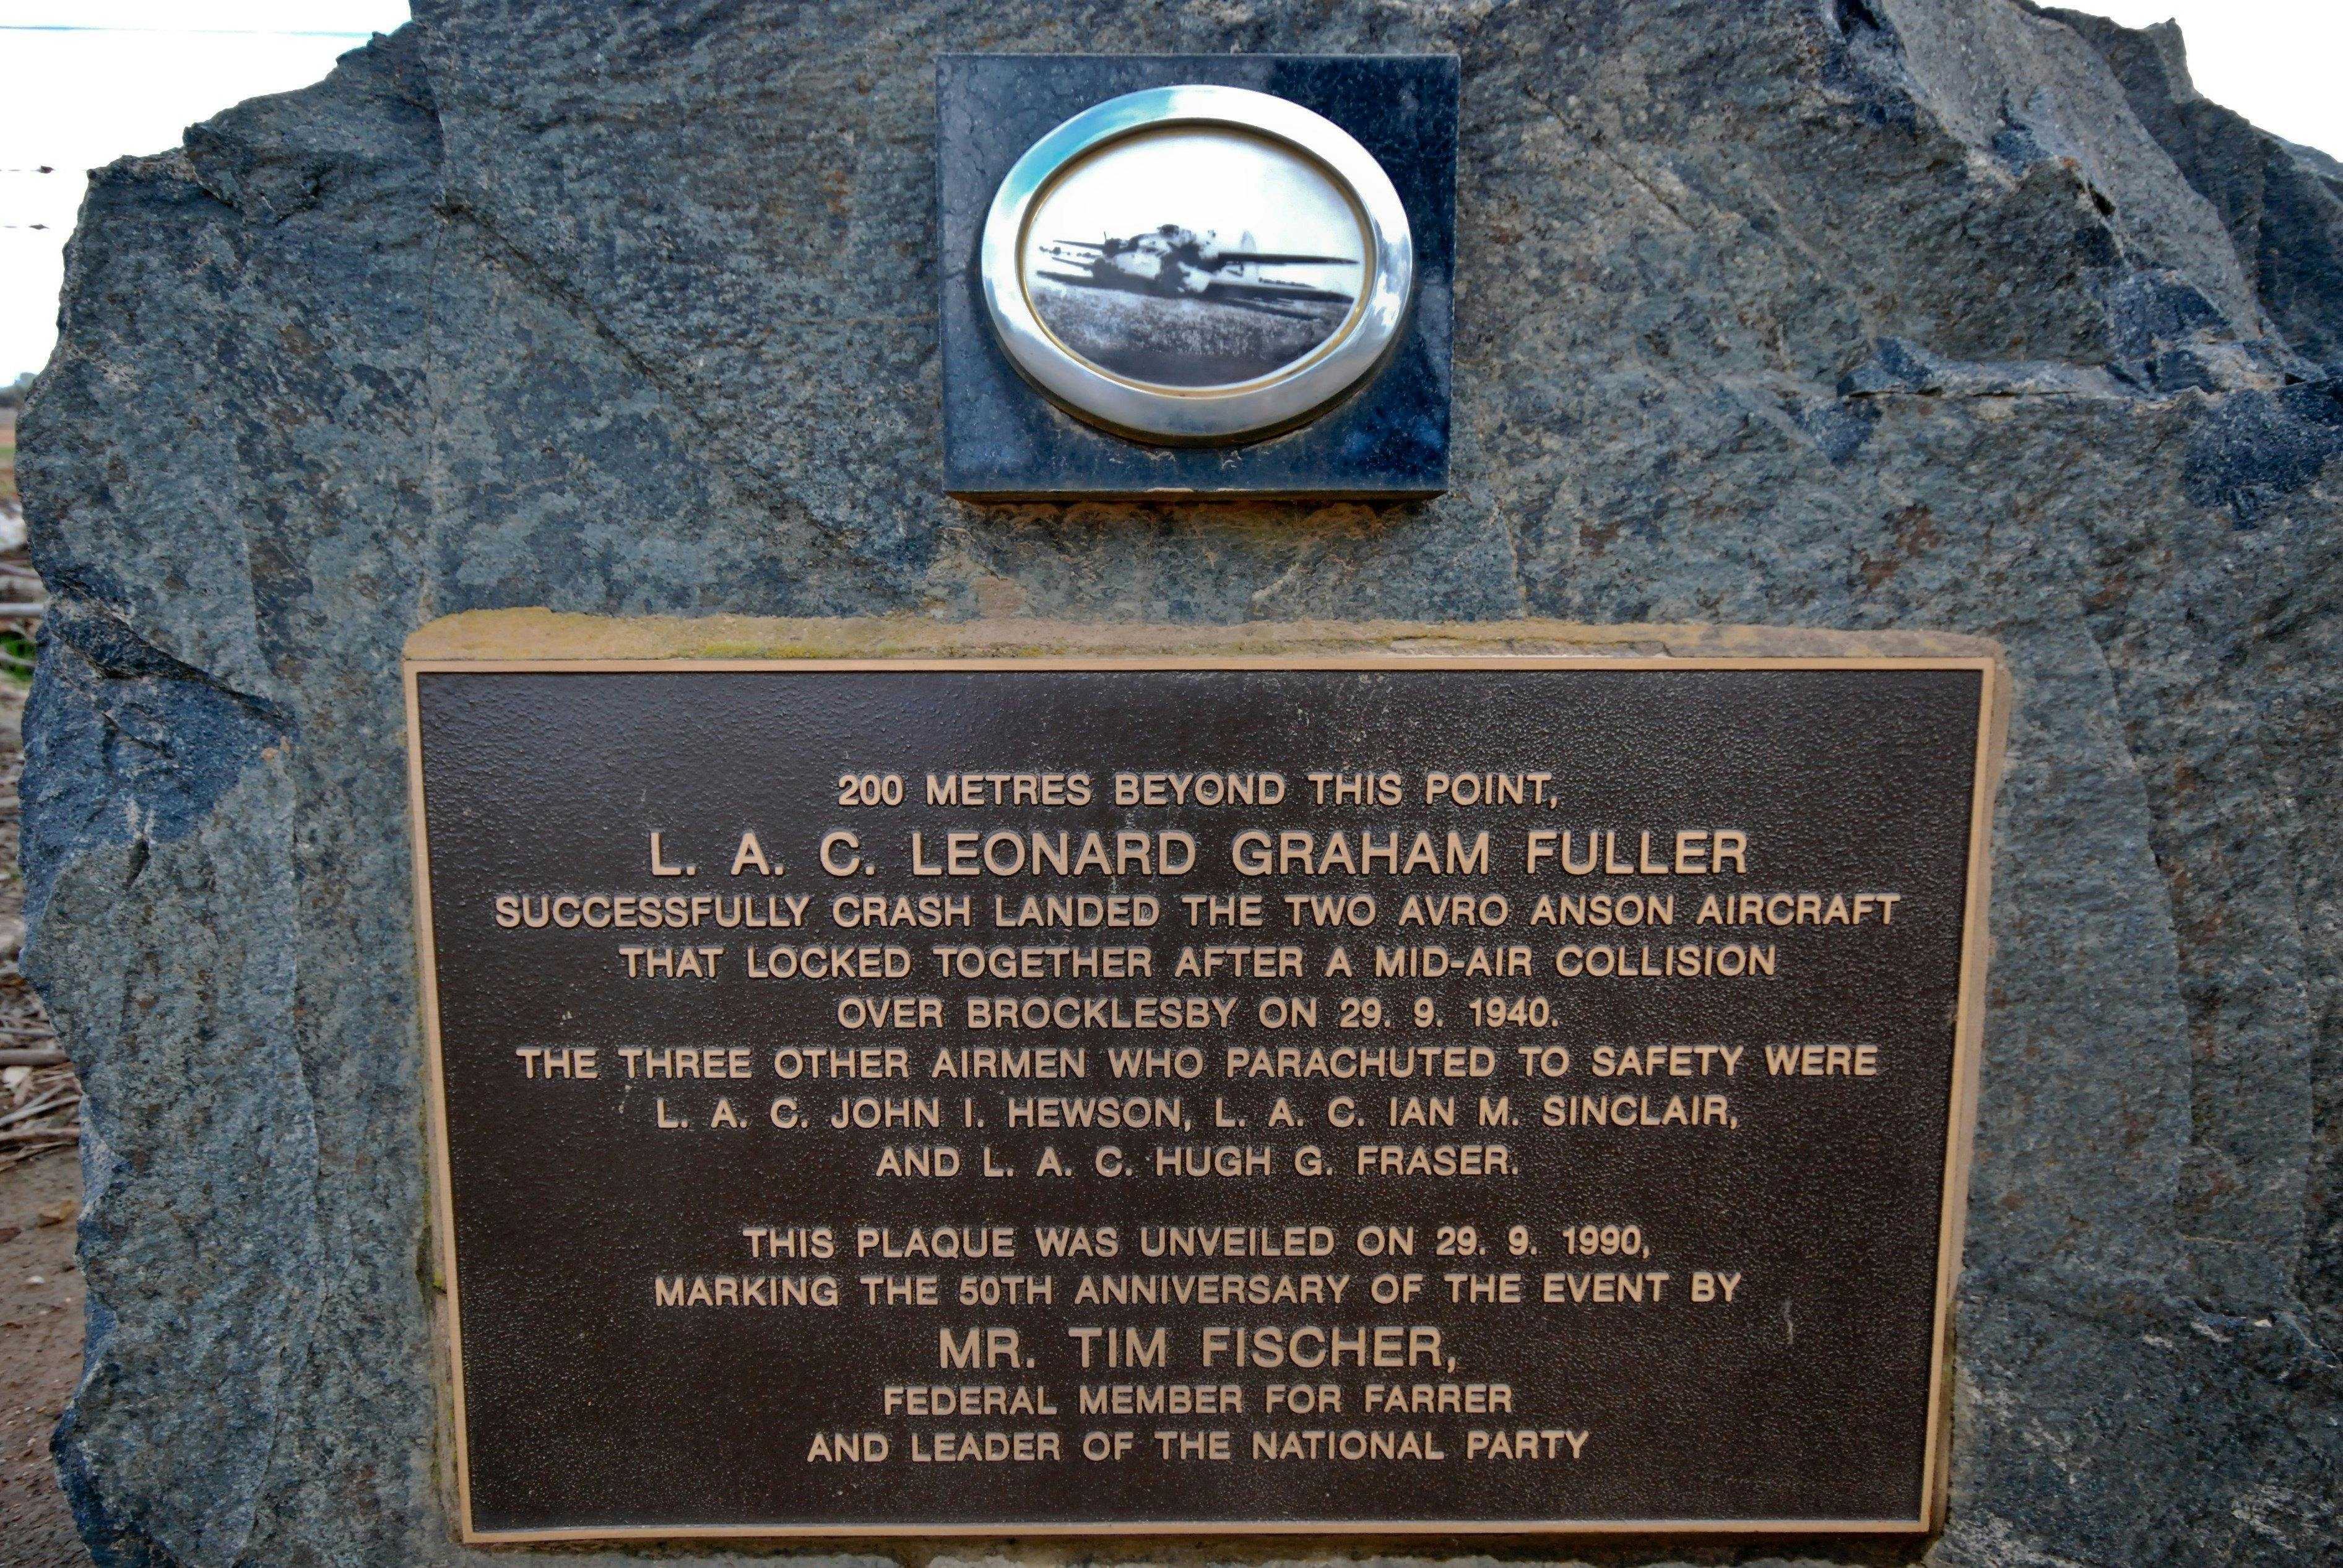 200 METRES BEYOND THIS POINT,
L. A. C. LEONARD GRAHAM FULLER
SUCCESSFULLY CRASH LANDED THE TWO AVRO ANSON AIRCRAFT
THAT LOCKED TOGETHER AFTER A MID-AIR COLLISION
OVER BROCKLESBY ON 29. 9. 1940.
THE THREE OTHER AIRMEN WHO PARACHUTED TO SAFETY WERE
L. A. C. JOHN I. HEWSON, L. A. C. IAN M. SINCLAIR,
AND L. A. C. HUGH G. FRASER.
THIS PLAQUE WAS UNVEILED ON 29. 9. 1990,
MARKING THE 50TH ANNIVERSARY OF THE EVENT BY
MR. TIM FISCHER,
FEDERAL MEMBER FOR FARRER
AND LEADER OF THE NATIONAL PARTY